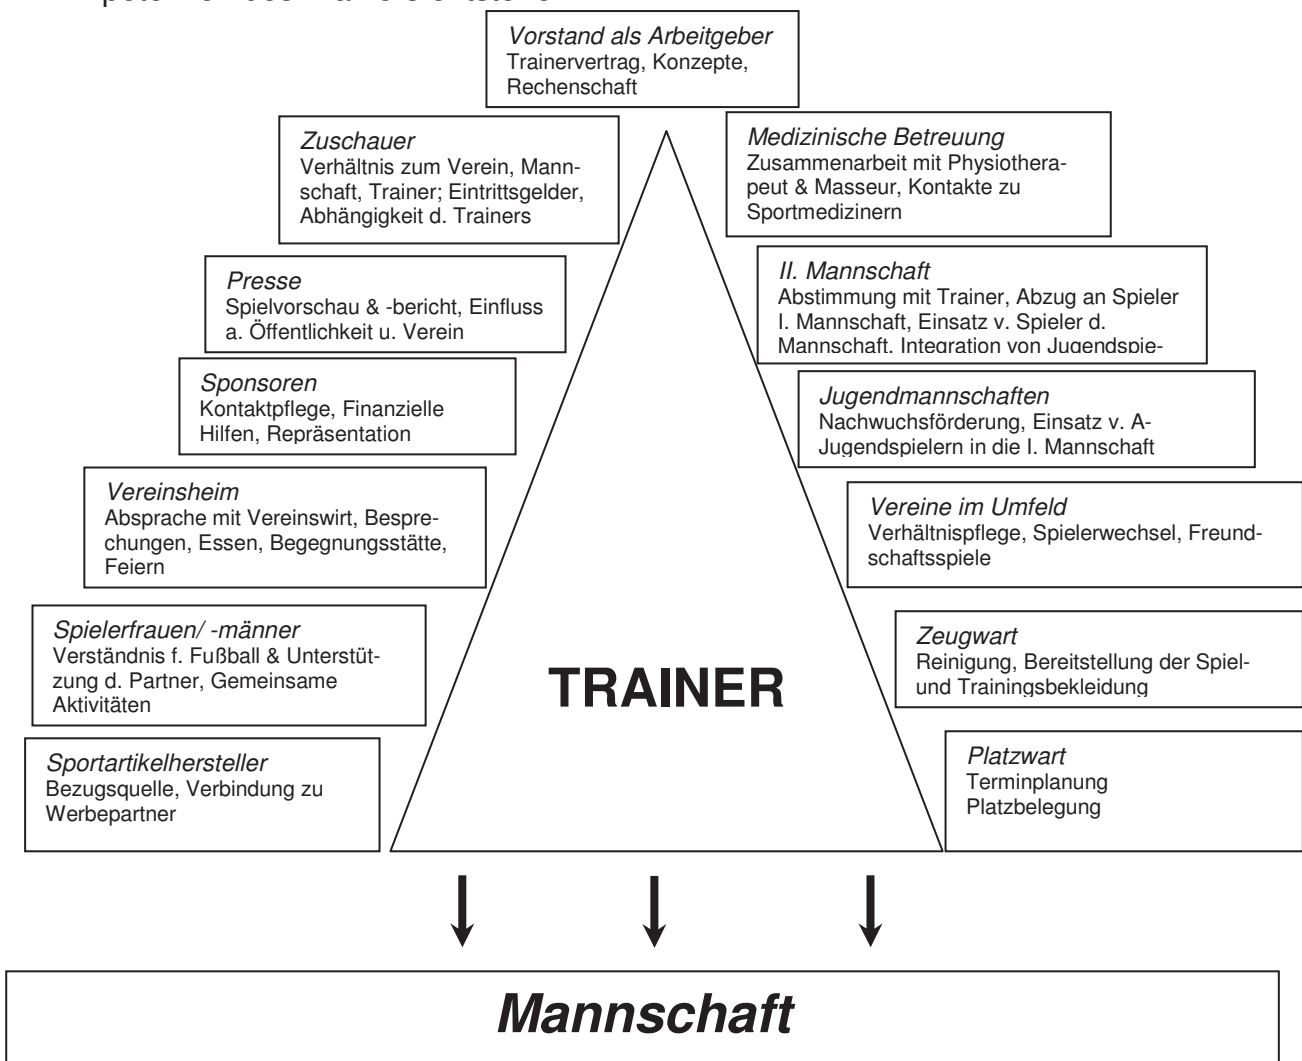 Vorstand als Arbeitgeber
Trainervertrag, Konzepte,
Rechenschaft
Zuschauer
Verhältnis zum Verein, Mann-
schaft, Trainer; Eintrittsgelder,
Abhängigkeit d. Trainers
Presse
Spielvorschau & -bericht, Einfluss
a. Öffentlichkeit u. Verein
Sponsoren
Kontaktpflege, Finanzielle
Hilfen, Repräsentation
Vereinsheim
Absprache mit Vereinswirt, Bespre-
chungen, Essen, Begegnungsstätte,
Feiern
Spielerfrauen/ -männer
Verständnis f. Fußball & Unterstüt-
zung d. Partner, Gemeinsame
Aktivitäten
Sportartikelhersteller
Bezugsquelle, Verbindung zu
Werbepartner
Medizinische Betreuung
Zusammenarbeit mit Physiothera-
peut & Masseur, Kontakte zu
Sportmedizinern
II. Mannschaft
Abstimmung mit Trainer, Abzug an Spieler
I. Mannschaft, Einsatz v. Spieler d.
Mannschaft. Integration von Jugendspie-
Jugendmannschaften
Nachwuchsförderung, Einsatz v. A-
Jugendspielern in die I. Mannschaft
Vereine im Umfeld
Verhältnispflege, Spielerwechsel, Freund-
schaftsspiele
Zeugwart
Reinigung, Bereitstellung der Spiel-
und Trainingsbekleidung
Platzwart
Terminplanung
Platzbelegung
TRAINER
Mannschaft